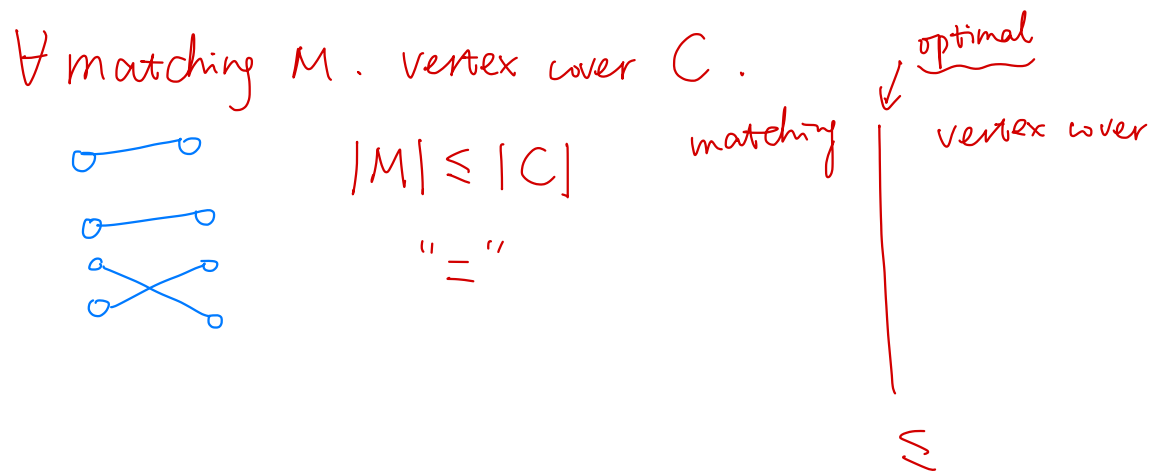 ∀ matching M. vertex cover C.
optimal
matching vertex cover
|M| ≤ |C|
"="
≤